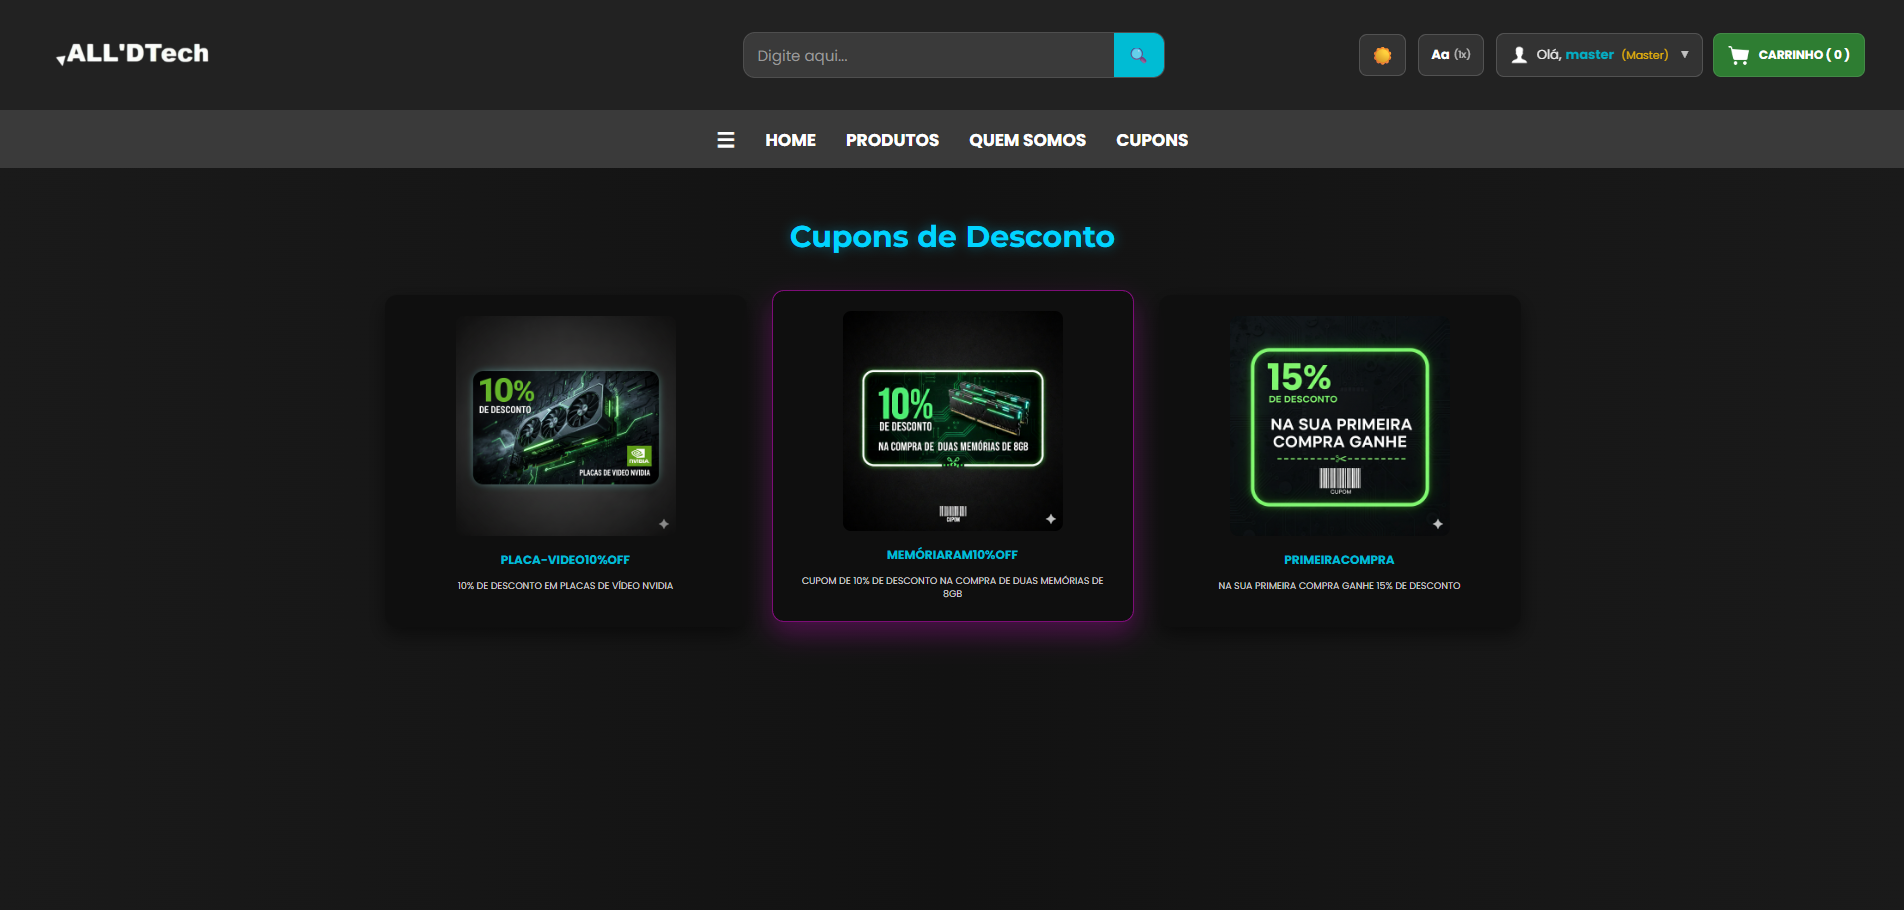 ALL'DTech
Digite aqui...
Aa (1x)
Olá, master (Master) ▼
CARRINHO ( 0 )
☰ HOME PRODUTOS QUEM SOMOS CUPONS
Cupons de Desconto
10%
DE DESCONTO
NVIDIA
PLACAS DE VIDEO NVIDIA
PLACA-VIDEO10%OFF
10% DE DESCONTO EM PLACAS DE VÍDEO NVIDIA
10%
DE DESCONTO
NA COMPRA DE DUAS MEMÓRIAS DE 8GB
CUPOM
MEMÓRIARAM10%OFF
CUPOM DE 10% DE DESCONTO NA COMPRA DE DUAS MEMÓRIAS DE
8GB
15%
DE DESCONTO
NA SUA PRIMEIRA
COMPRA GANHE
CUPOM
PRIMEIRACOMPRA
NA SUA PRIMEIRA COMPRA GANHE 15% DE DESCONTO